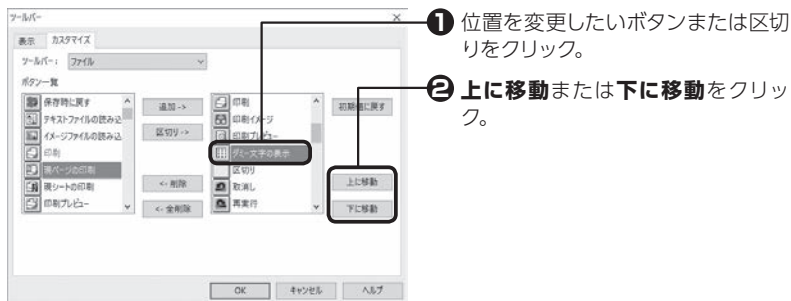 ツールバー
×
表示 カスタマイズ
ツールバー： ファイル
ボタン一覧
保存時に戻す
テキストファイルの読み込
イメージファイルの読み込
印刷
現ページの印刷
現シートの印刷
印刷プレビュー
追加->
区切り->
<-削除
<-全削除
印刷
印刷イメージ
印刷プレビュー
ダミー文字の表示
区切り
取消し
再実行
初期値に戻す
上に移動
下に移動
OK キャンセル ヘルプ
❶ 位置を変更したいボタンまたは区切
りをクリック。
❷ 上に移動または下に移動をクリッ
ク。